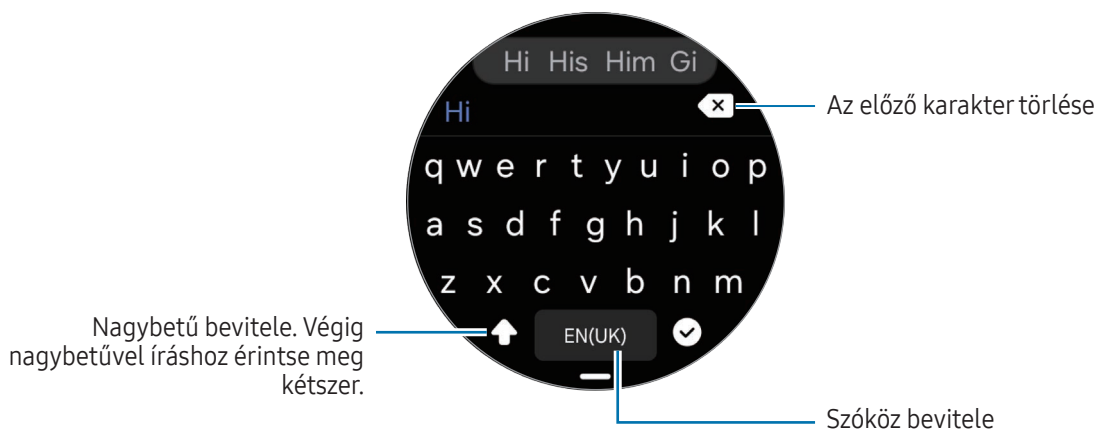 Hi His Him Gi
Hi
Az előző karakter törlése
q w e r t y u i o p
a s d f g h j k l
z x c v b n m
Nagybetű bevitele. Végig
nagybetűvel íráshoz érintse meg
kétszer.
EN(UK)
Szóköz bevitele